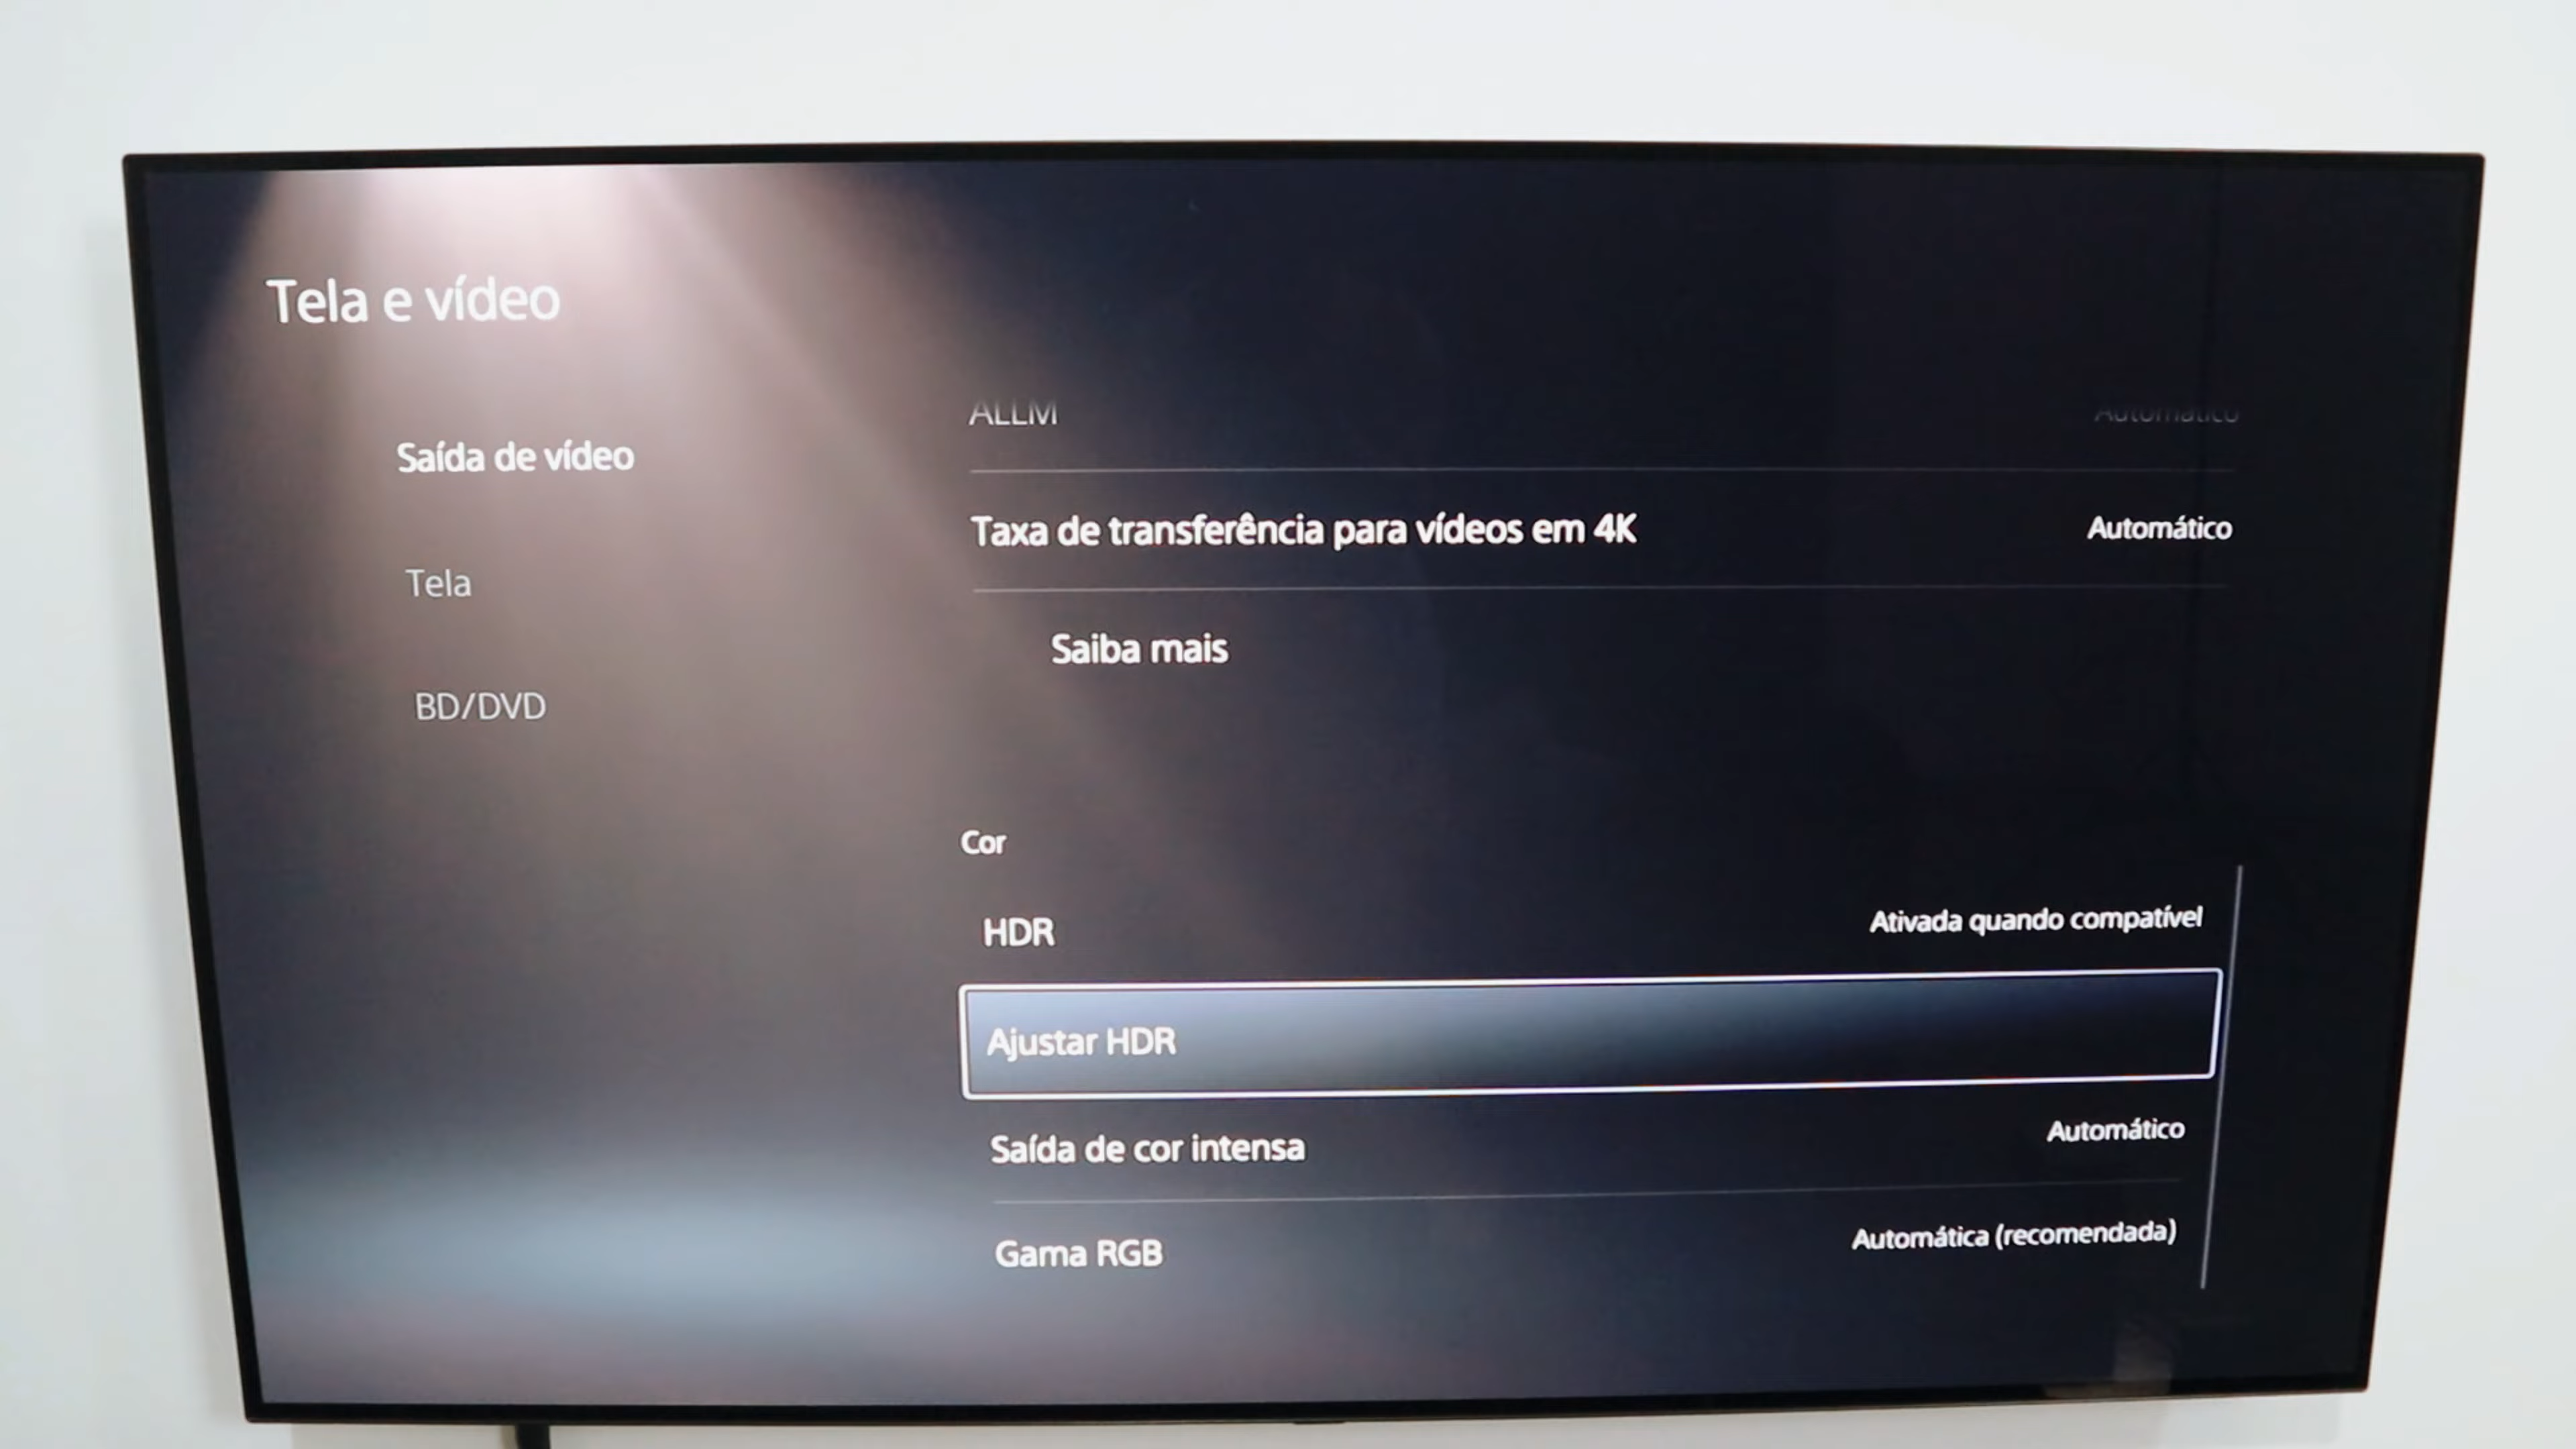 Tela e vídeo
Saída de vídeo
Tela
BD/DVD
ALLM Automático
Taxa de transferência para vídeos em 4K Automático
Saiba mais
Cor
HDR Ativada quando compatível
Ajustar HDR
Saída de cor intensa Automático
Gama RGB Automática (recomendada)